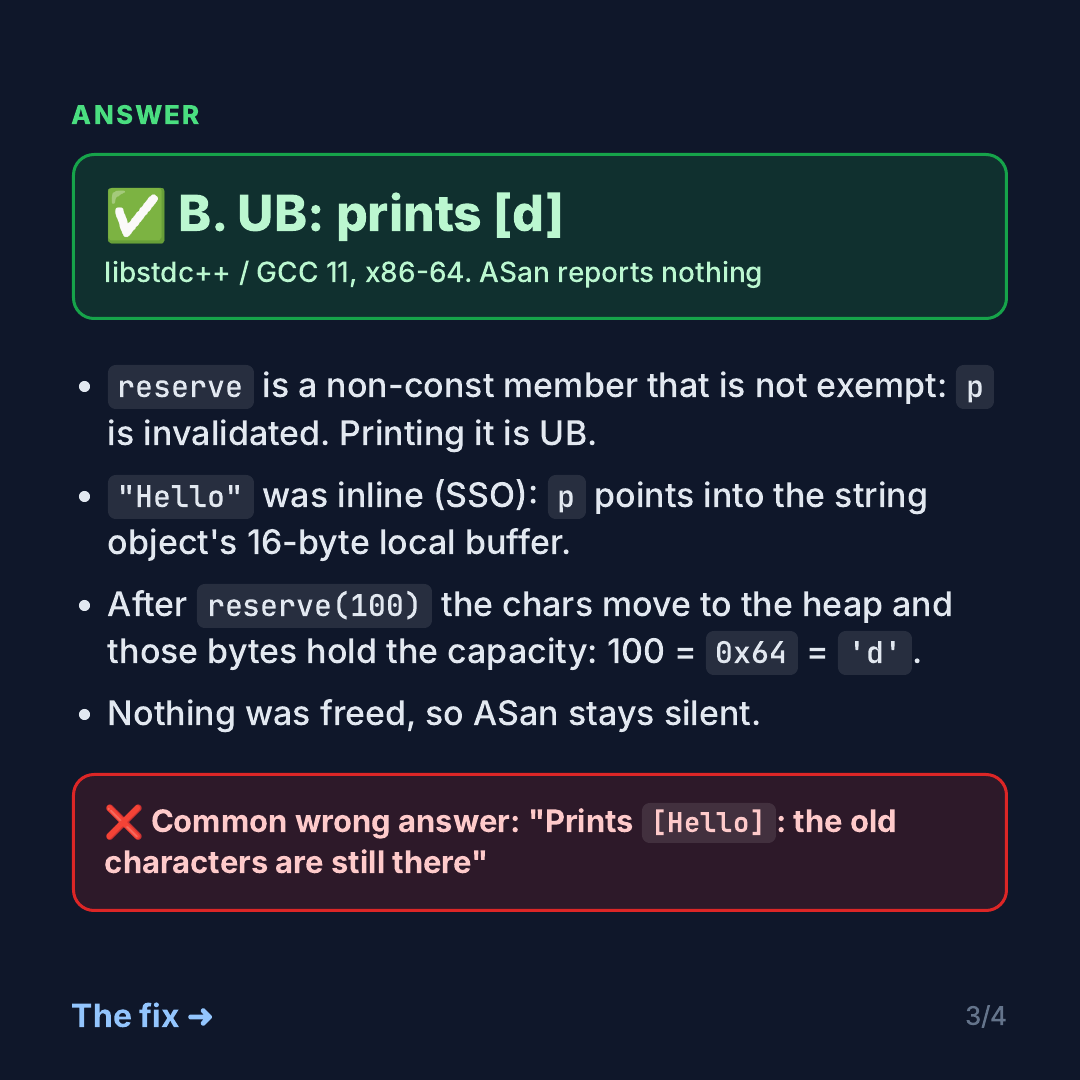 ANSWER
✅ B. UB: prints [d]
libstdc++ / GCC 11, x86-64. ASan reports nothing
• reserve is a non-const member that is not exempt: p
is invalidated. Printing it is UB.
• "Hello" was inline (SSO): p points into the string
object's 16-byte local buffer.
• After reserve(100) the chars move to the heap and
those bytes hold the capacity: 100 = 0x64 = 'd'.
• Nothing was freed, so ASan stays silent.
❌ Common wrong answer: "Prints [Hello]: the old
characters are still there"
The fix ➜
3/4